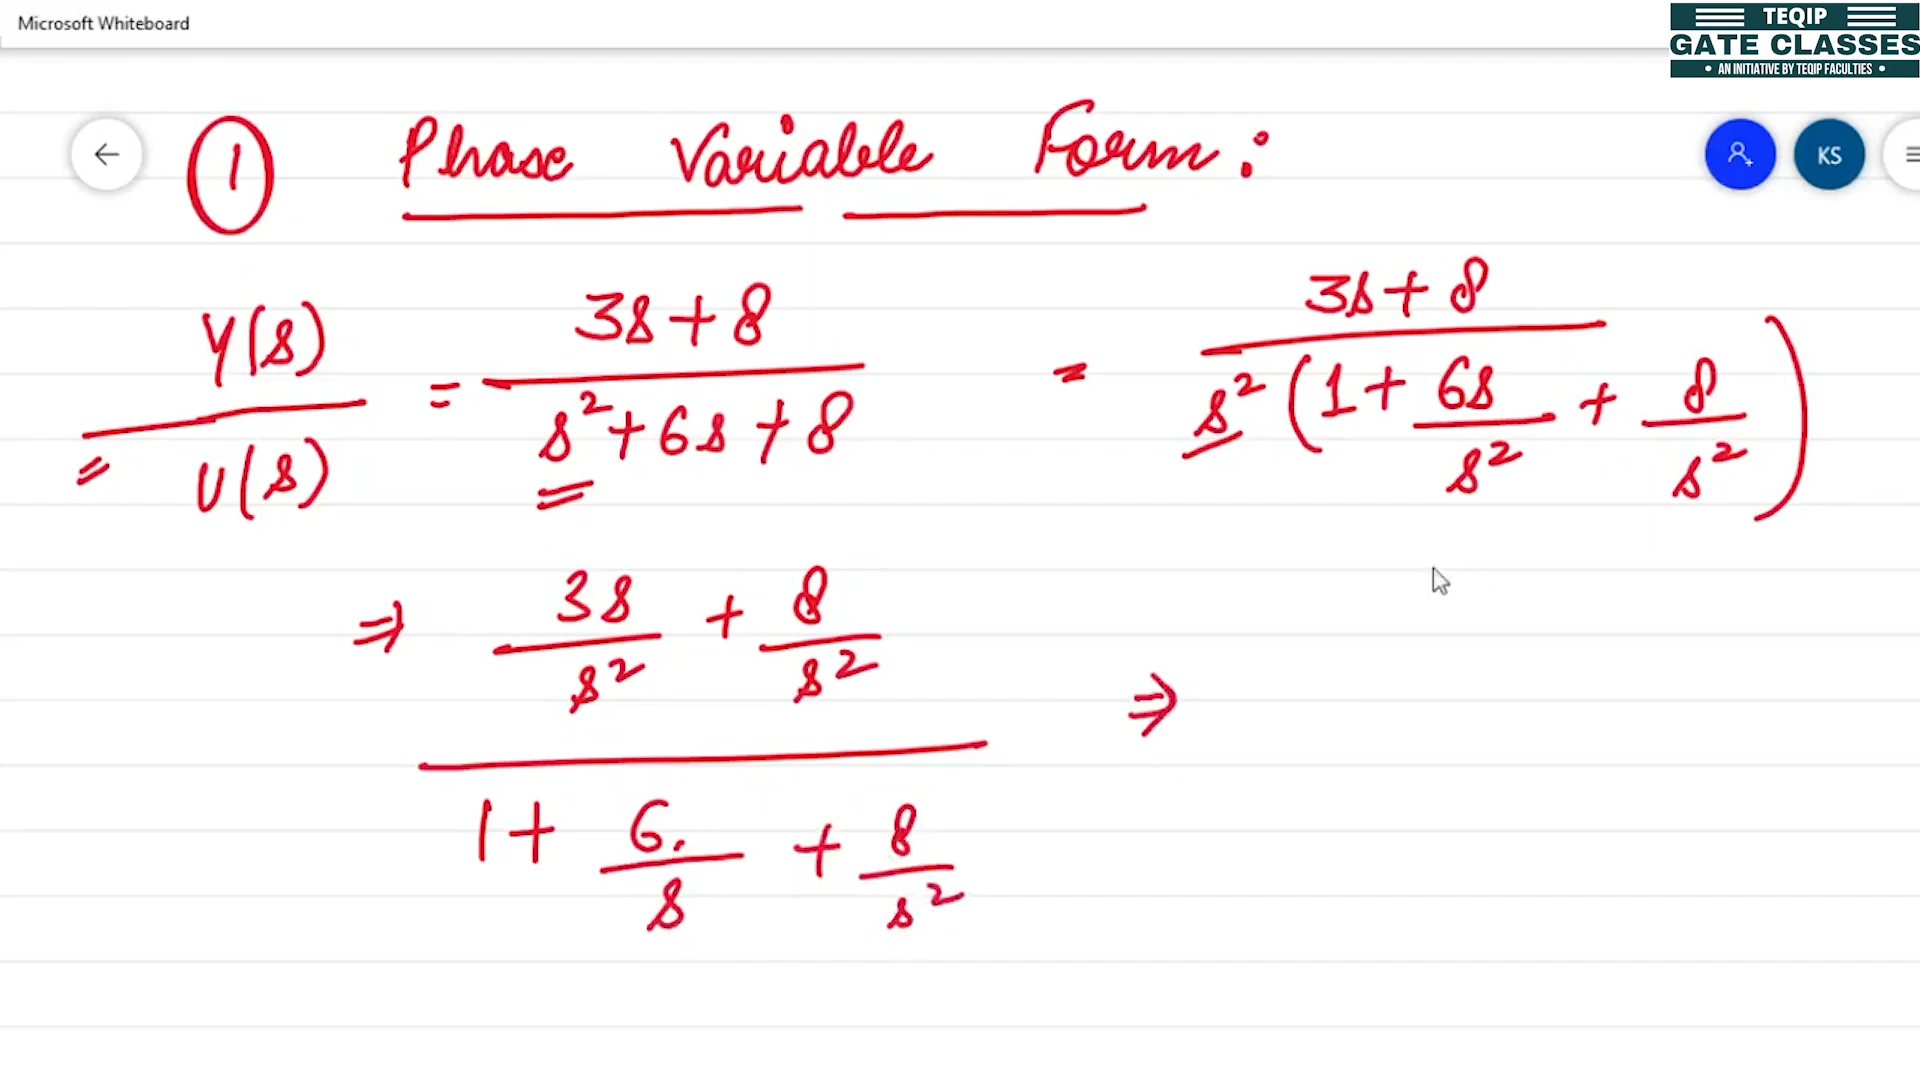 Microsoft Whiteboard
TEQIP
GATE CLASSES
• AN INITIATIVE BY TEQIP FACULTIES •
① Phase Variable Form:
KS
Y(s)/U(s) = (3s + 8)/(s² + 6s + 8) = (3s + 8)/(s² (1 + 6s/s² + 8/s²))
⇒ (3s/s² + 8/s²)/(1 + 6/s + 8/s²) ⇒